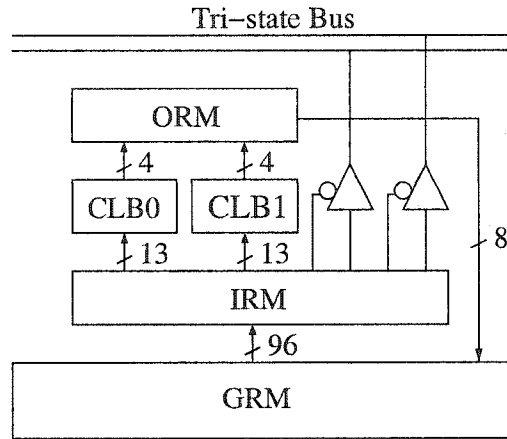 Tri-state Bus
ORM
4 4
CLB0 CLB1
8
13 13
IRM
96
GRM